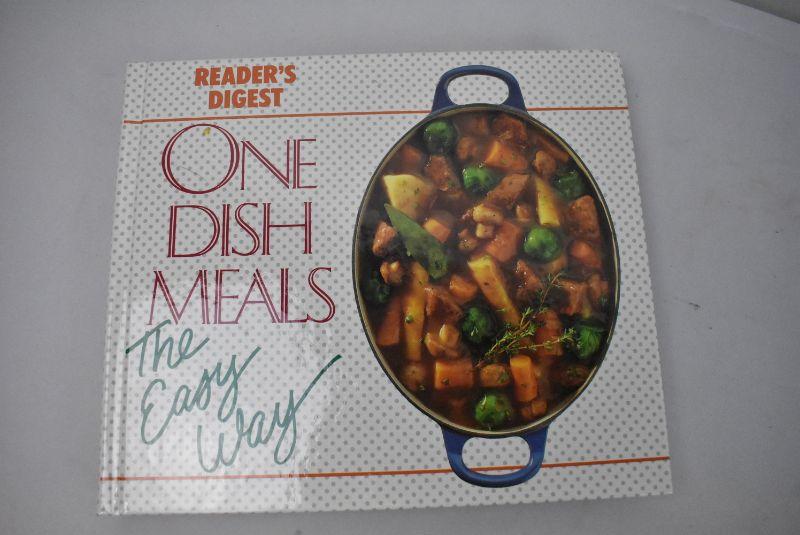 READER'S
DIGEST
ONE
DISH
MEALS
The
Easy
Way